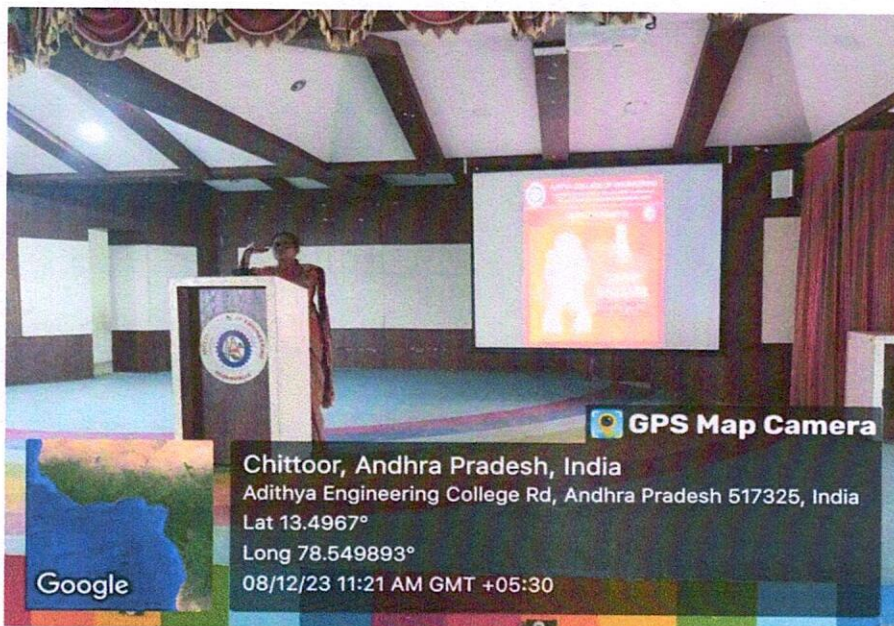 GPS Map Camera
Chittoor, Andhra Pradesh, India
Adithya Engineering College Rd, Andhra Pradesh 517325, India
Lat 13.4967°
Long 78.549893°
08/12/23 11:21 AM GMT +05:30
Google